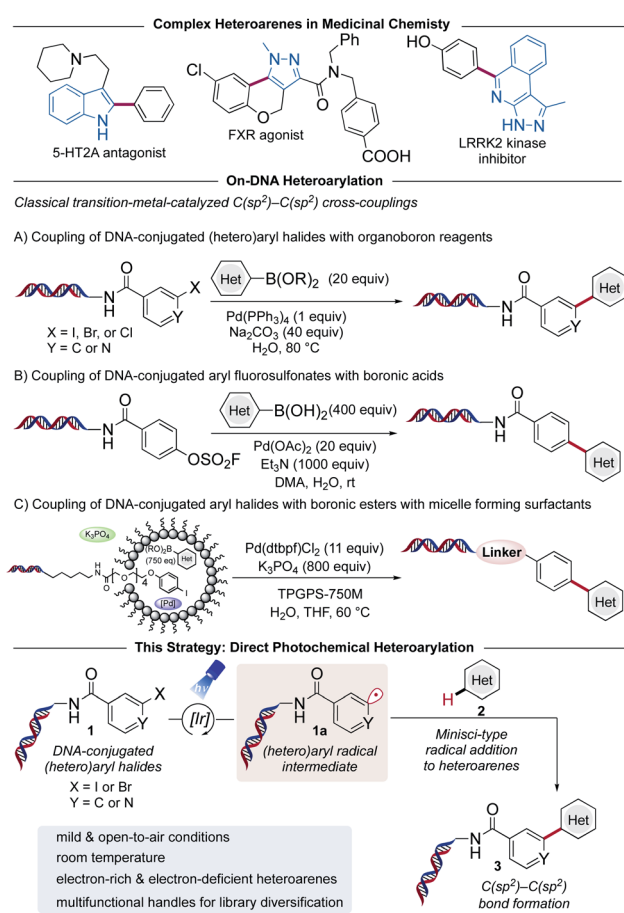 Complex Heteroarenes in Medicinal Chemisty
N
N
H
5-HT2A antagonist
Cl
N
N
O
O
N
Ph
COOH
FXR agonist
HO
N
N
H
N
LRRK2 kinase
inhibitor
On-DNA Heteroarylation
Classical transition-metal-catalyzed C(sp²)–C(sp²) cross-couplings
A) Coupling of DNA-conjugated (hetero)aryl halides with organoboron reagents
O
N
H
X
Y
X = I, Br, or Cl
Y = C or N
Het B(OR)₂ (20 equiv)
Pd(PPh₃)₄ (1 equiv)
Na₂CO₃ (40 equiv)
H₂O, 80 °C
O
N
H
Y
Het
B) Coupling of DNA-conjugated aryl fluorosulfonates with boronic acids
O
N
H
OSO₂F
Het B(OH)₂ (400 equiv)
Pd(OAc)₂ (20 equiv)
Et₃N (1000 equiv)
DMA, H₂O, rt
O
N
H
Het
C) Coupling of DNA-conjugated aryl halides with boronic esters with micelle forming surfactants
K₃PO₄
(RO)₂B
(750 eq)
Het
H
N
O
O
4
O
I
[Pd]
Pd(dtbpf)Cl₂ (11 equiv)
K₃PO₄ (800 equiv)
TPGPS-750M
H₂O, THF, 60 °C
Linker
Het
This Strategy: Direct Photochemical Heteroarylation
O
N
H
1
X
Y
DNA-conjugated
(hetero)aryl halides
X = I or Br
Y = C or N
hv
[Ir]
O
N
H
1a
Y
(hetero)aryl radical
intermediate
H
Het
2
Minisci-type
radical addition
to heteroarenes
O
N
H
3
Y
Het
C(sp²)–C(sp²)
bond formation
mild & open-to-air conditions
room temperature
electron-rich & electron-deficient heteroarenes
multifunctional handles for library diversification